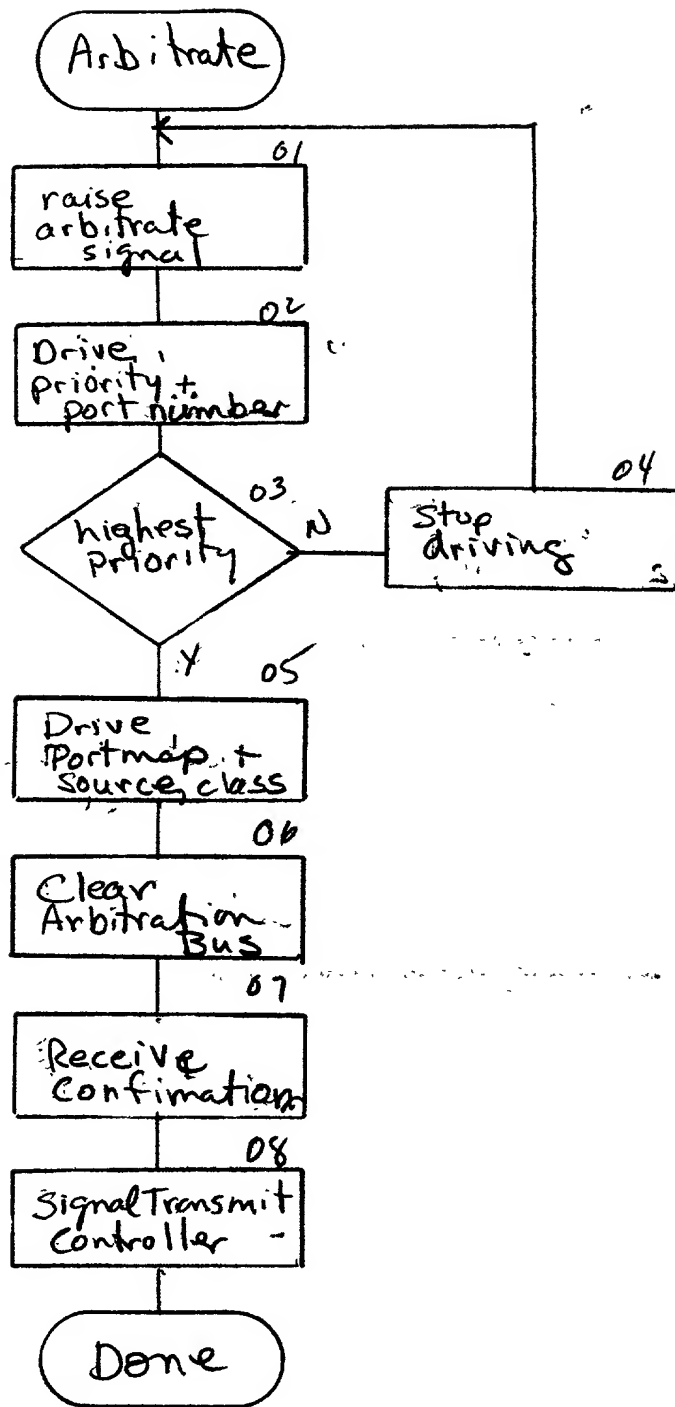 Arbitrate
01
raise
arbitrate
signal
02
Drive
priority +
port number
03
highest
priority
N
04
Stop
driving
Y
05
Drive
Portmap +
source class
06
Clear
Arbitration
Bus
07
Receive
Confimation
08
Signal Transmit
Controller
Done